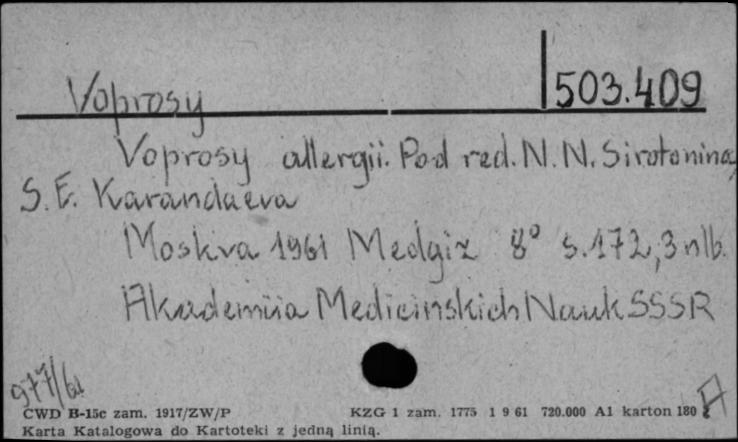 Voprosy 503.409
Voprosy allergii. Pod red. N. N. Sirotonina,
S. E. Karandaeva
Moskva 1961 Medgiz 8° s. 172, 3 nlb.
Akademiia Medicinskich Nauk SSSR
977/61
CWD B-15c zam. 1917/ZW/P KZG 1 zam. 1775 1 9 61 720.000 A1 karton 180 g
Karta Katalogowa do Kartoteki z jedną linią.